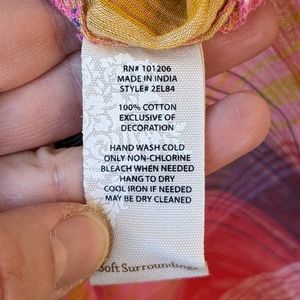 RN# 101206
MADE IN INDIA
STYLE# 2EL84
100% COTTON
EXCLUSIVE OF
DECORATION
HAND WASH COLD
ONLY NON-CHLORINE
BLEACH WHEN NEEDED
HANG TO DRY
COOL IRON IF NEEDED
MAY BE DRY CLEANED
Soft Surroundings